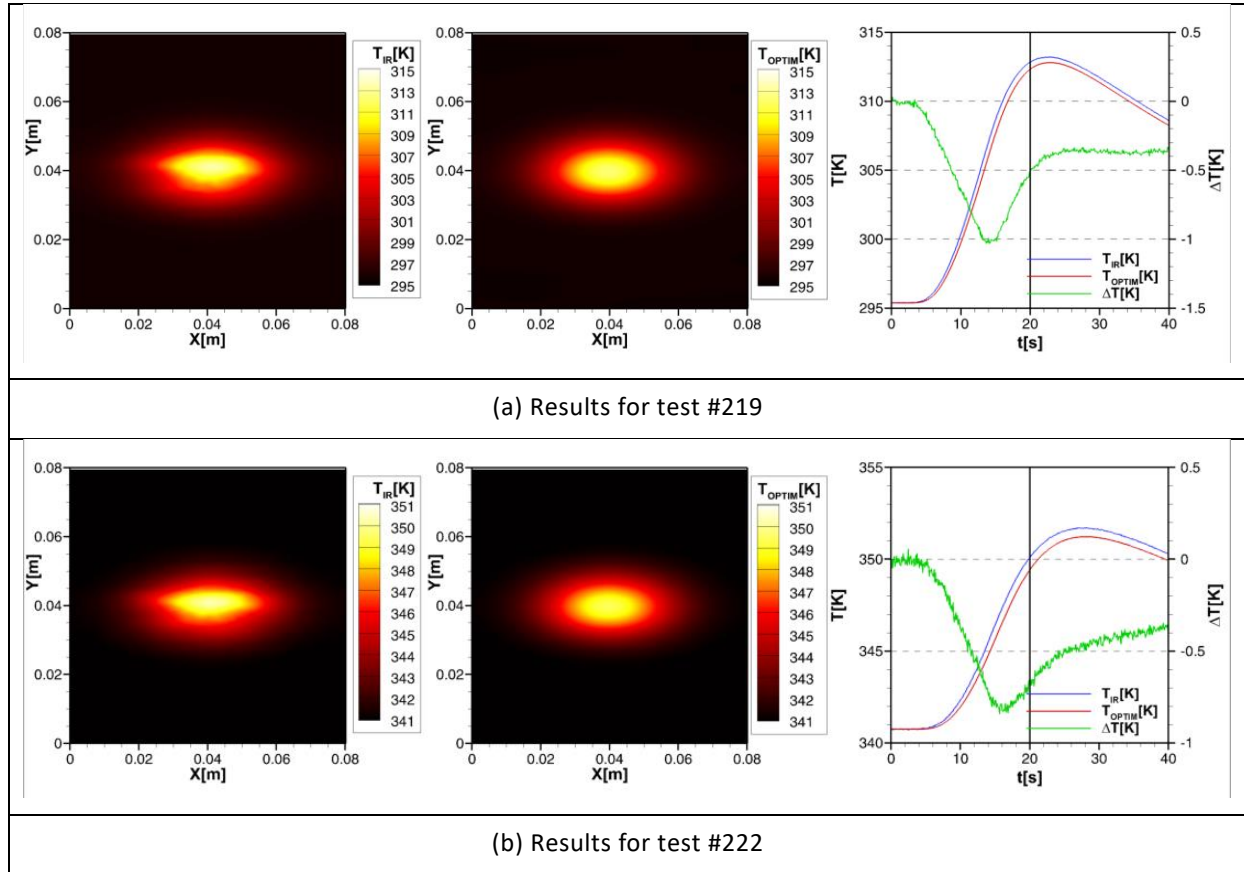 T_IR[K]
315
313
311
309
307
305
303
301
299
297
295
Y[m]
0.08
0.06
0.04
0.02
0
0 0.02 0.04 0.06 0.08
X[m]
T_OPTIM[K]
315
313
311
309
307
305
303
301
299
297
295
Y[m]
0.08
0.06
0.04
0.02
0
0 0.02 0.04 0.06 0.08
X[m]
T[K]
315
310
305
300
295
0 10 20 30 40
t[s]
0.5
0
-0.5
-1
-1.5
ΔT[K]
T_IR[K]
T_OPTIM[K]
ΔT[K]
(a) Results for test #219
T_IR[K]
351
350
349
348
347
346
345
344
343
342
341
Y[m]
0.08
0.06
0.04
0.02
0
0 0.02 0.04 0.06 0.08
X[m]
T_OPTIM[K]
351
350
349
348
347
346
345
344
343
342
341
Y[m]
0.08
0.06
0.04
0.02
0
0 0.02 0.04 0.06 0.08
X[m]
T[K]
355
350
345
340
0 10 20 30 40
t[s]
0.5
0
-0.5
-1
ΔT[K]
T_IR[K]
T_OPTIM[K]
ΔT[K]
(b) Results for test #222